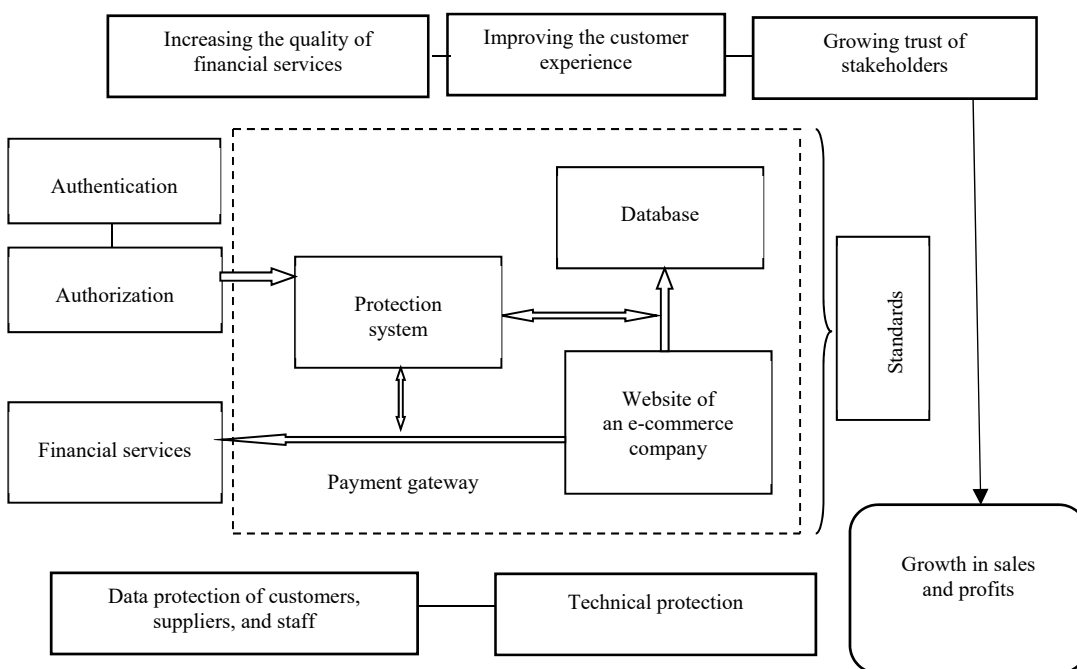 Increasing the quality of
financial services
Improving the customer
experience
Growing trust of
stakeholders
Authentication
Database
Authorization
Protection
system
Standards
Website of
an e-commerce
company
Financial services
Payment gateway
Growth in sales
and profits
Data protection of customers,
suppliers, and staff
Technical protection